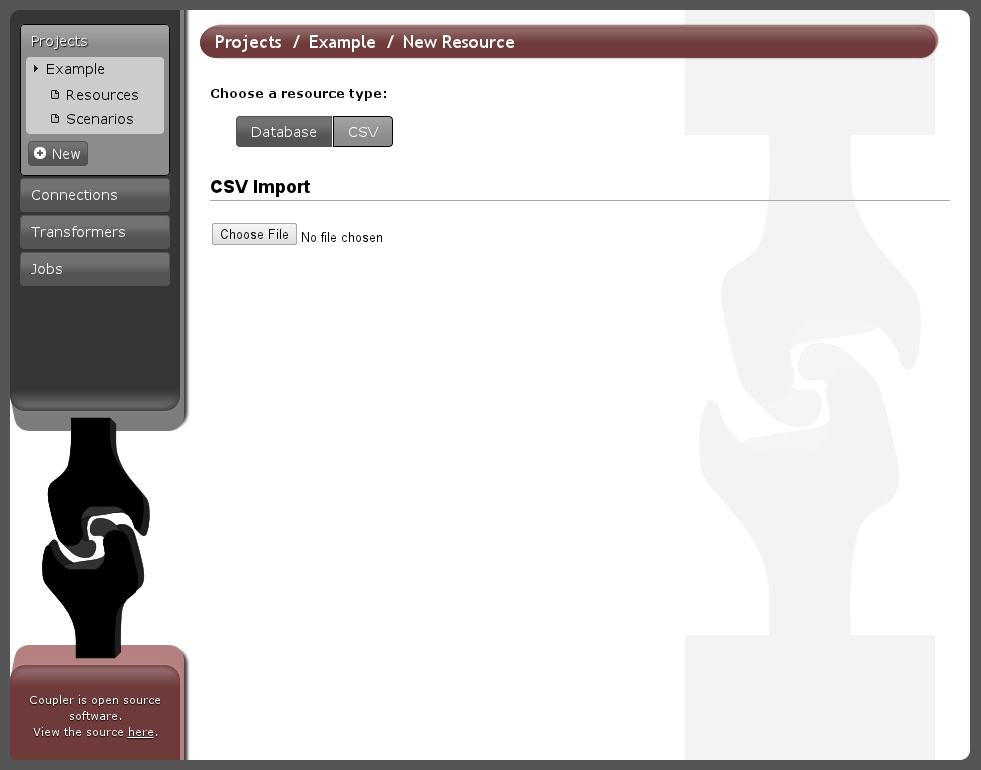 Projects
Example
Resources
Scenarios
New
Connections
Transformers
Jobs
Projects / Example / New Resource
Choose a resource type:
Database CSV
CSV Import
Choose File No file chosen
Coupler is open source
software.
View the source here.